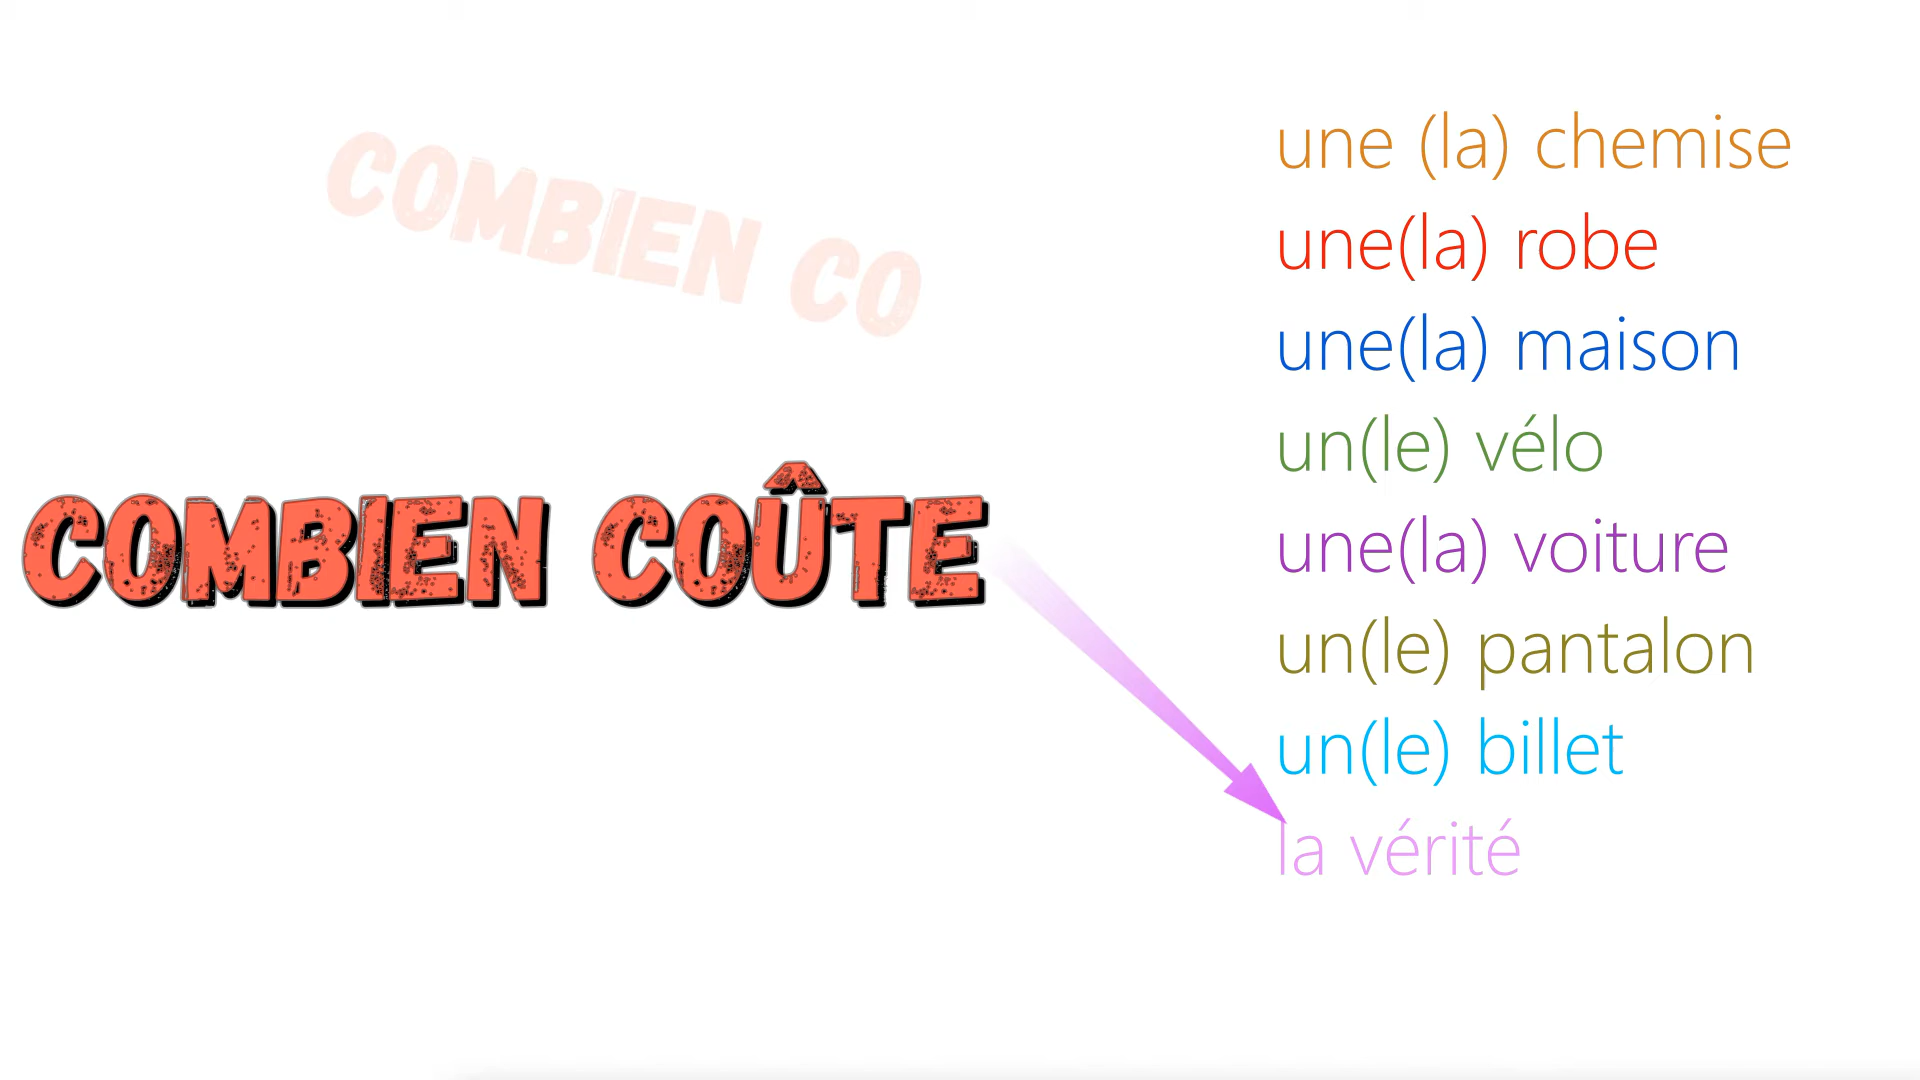 COMBIEN CO
COMBIEN COÛTE
une (la) chemise
une(la) robe
une(la) maison
un(le) vélo
une(la) voiture
un(le) pantalon
un(le) billet
la vérité